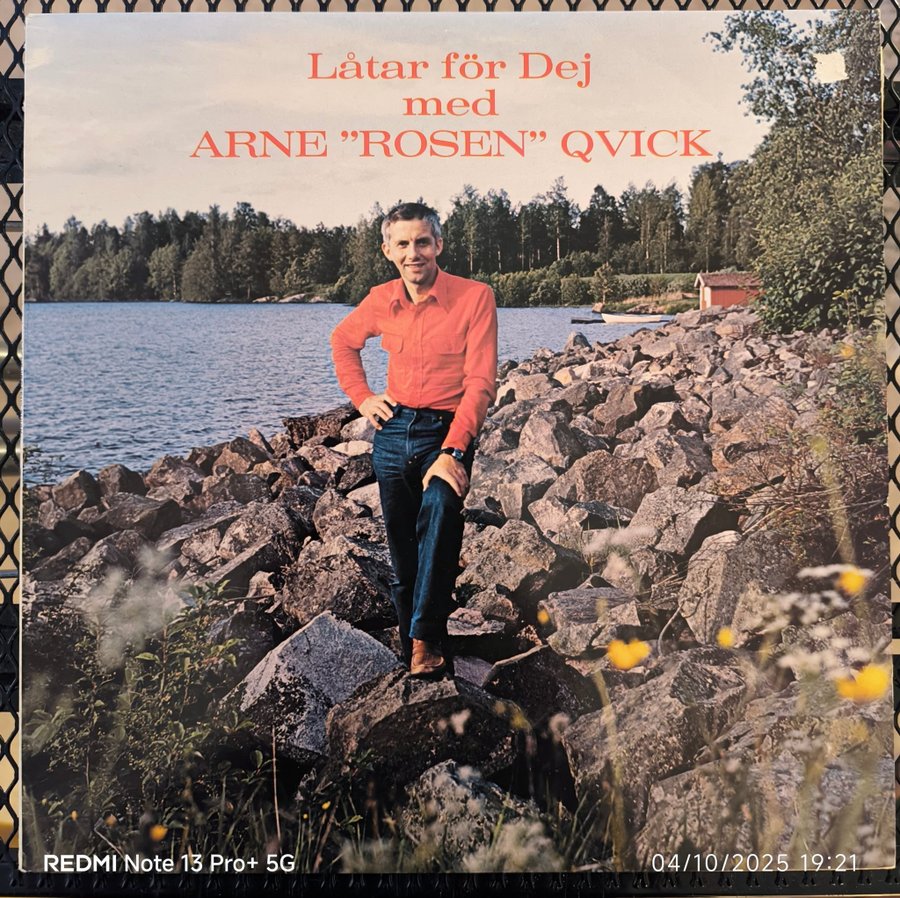 Låtar för Dej
med
ARNE ”ROSEN” QVICK
REDMI Note 13 Pro+ 5G
04/10/2025 19:21